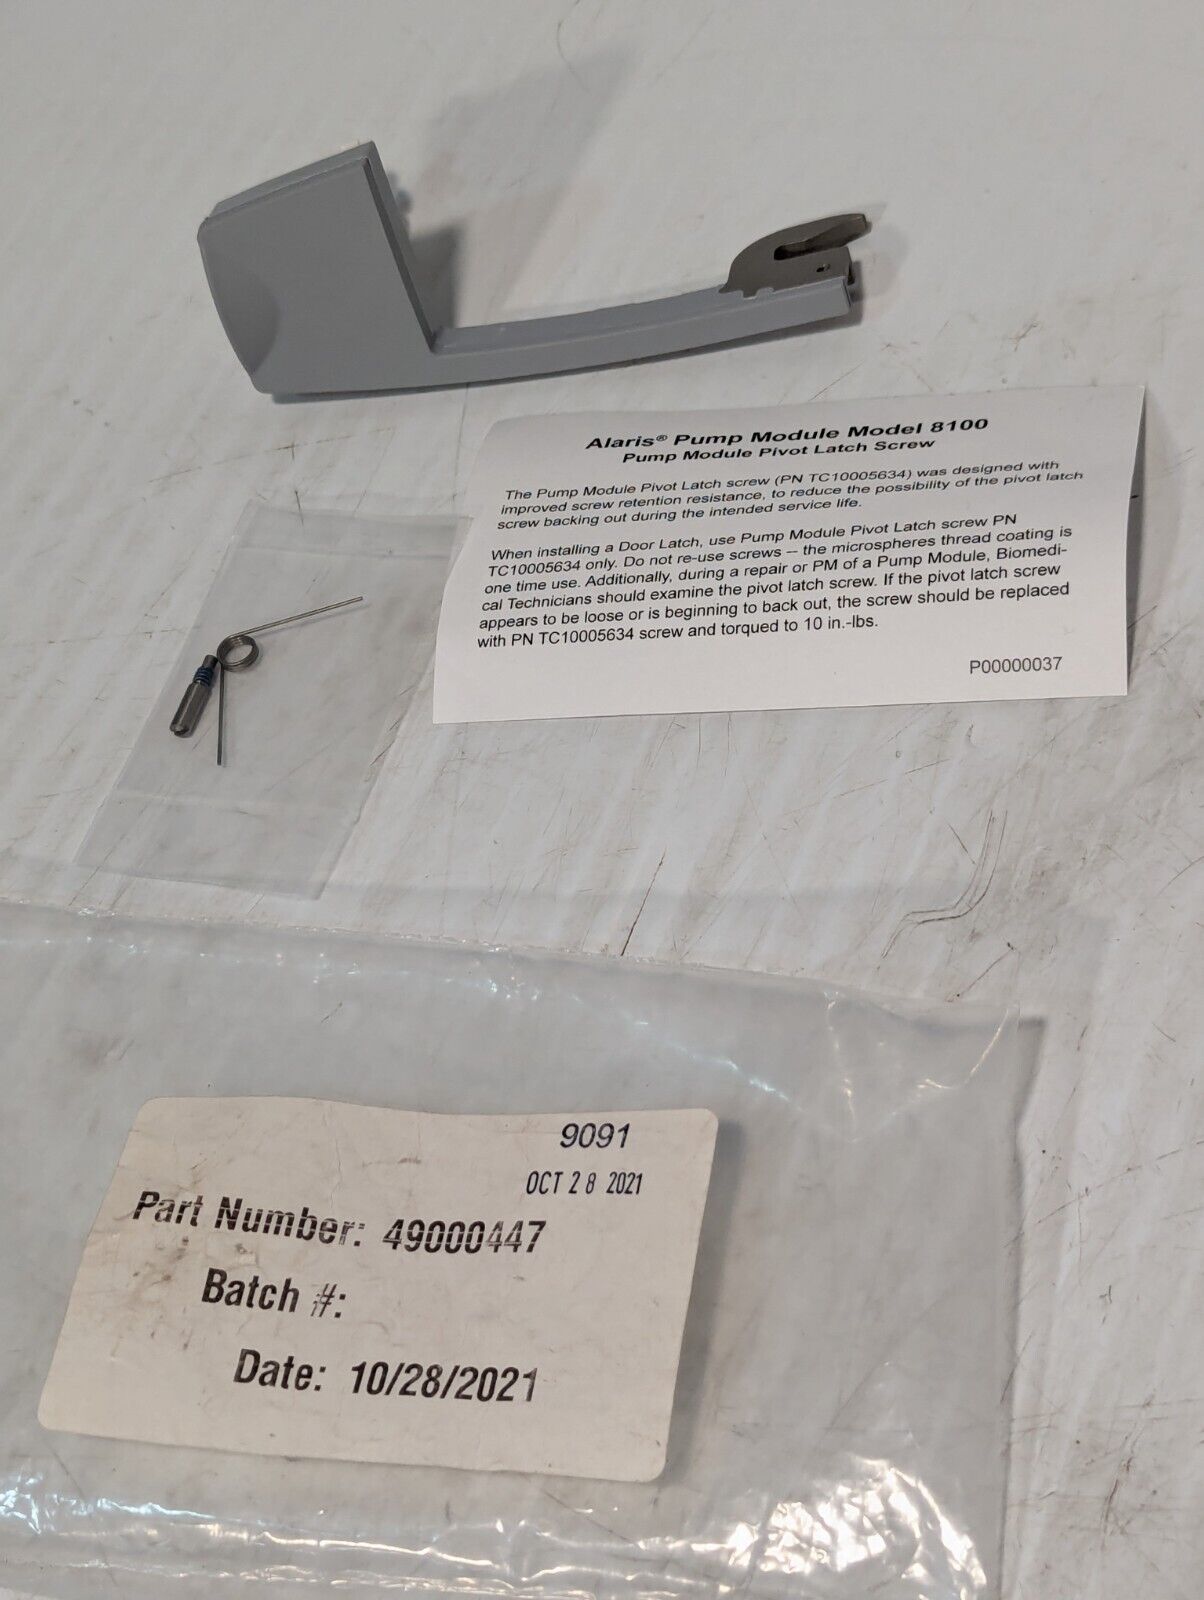 Alaris® Pump Module Model 8100
Pump Module Pivot Latch Screw
The Pump Module Pivot Latch screw (PN TC10005634) was designed with
improved screw retention resistance, to reduce the possibility of the pivot latch
screw backing out during the intended service life.
When installing a Door Latch, use Pump Module Pivot Latch screw PN
TC10005634 only. Do not re-use screws -- the microspheres thread coating is
one time use. Additionally, during a repair or PM of a Pump Module, Biomedi-
cal Technicians should examine the pivot latch screw. If the pivot latch screw
appears to be loose or is beginning to back out, the screw should be replaced
with PN TC10005634 screw and torqued to 10 in.-lbs.
P00000037
9091
OCT 28 2021
Part Number: 49000447
Batch #:
Date: 10/28/2021